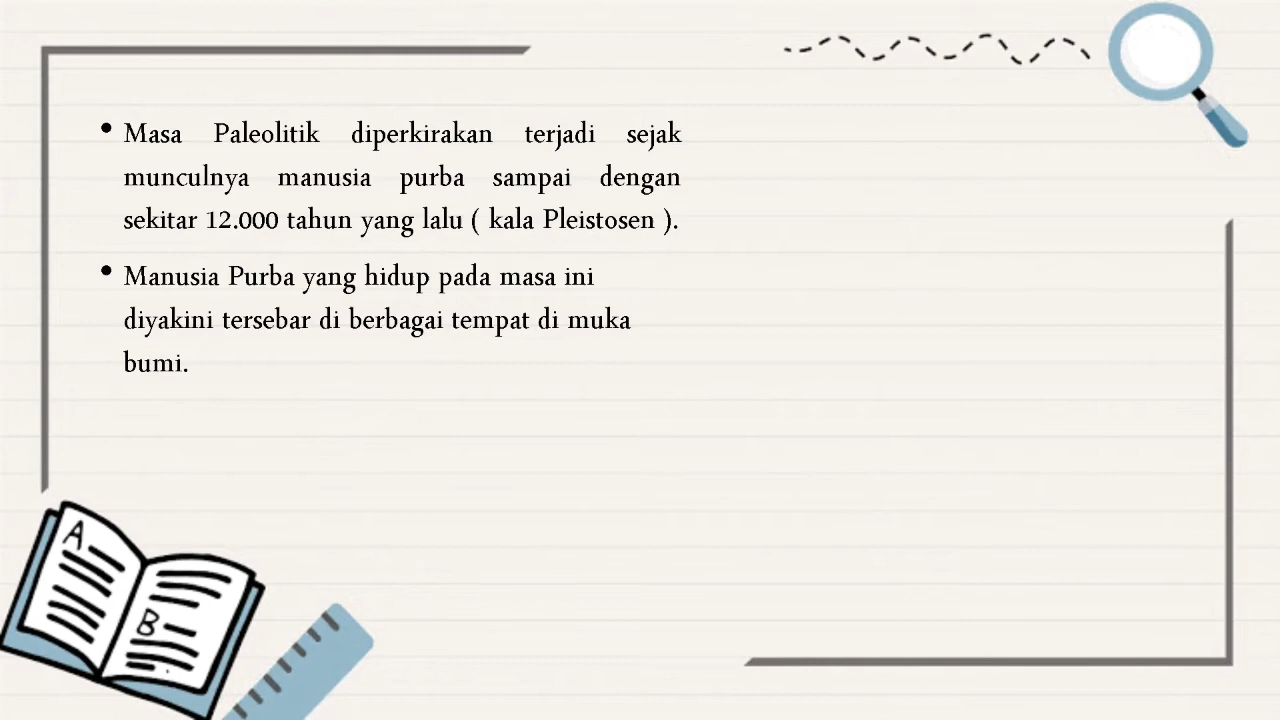 • Masa Paleolitik diperkirakan terjadi sejak
munculnya manusia purba sampai dengan
sekitar 12.000 tahun yang lalu ( kala Pleistosen ).
• Manusia Purba yang hidup pada masa ini
diyakini tersebar di berbagai tempat di muka
bumi.
A
B